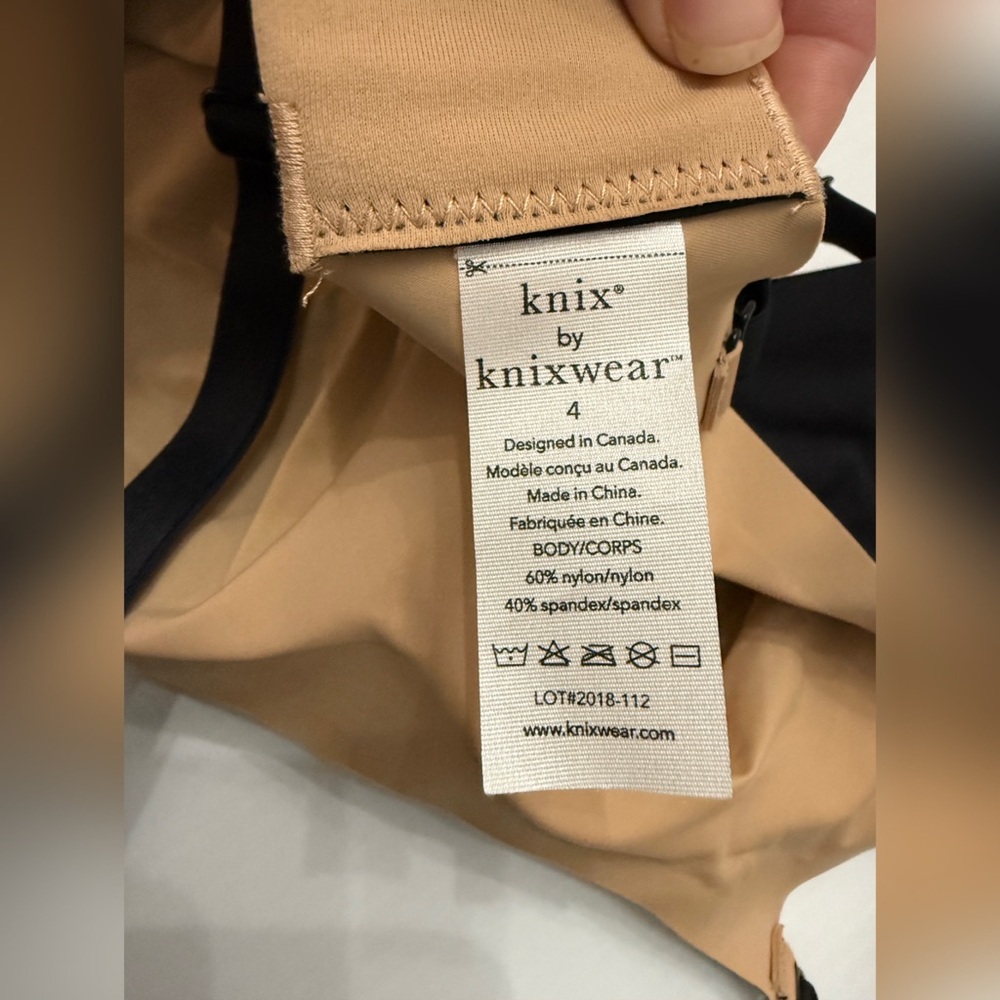 knix®
by
knixwear™
4
Designed in Canada.
Modèle conçu au Canada.
Made in China.
Fabriquée en Chine.
BODY/CORPS
60% nylon/nylon
40% spandex/spandex
LOT#2018-112
www.knixwear.com